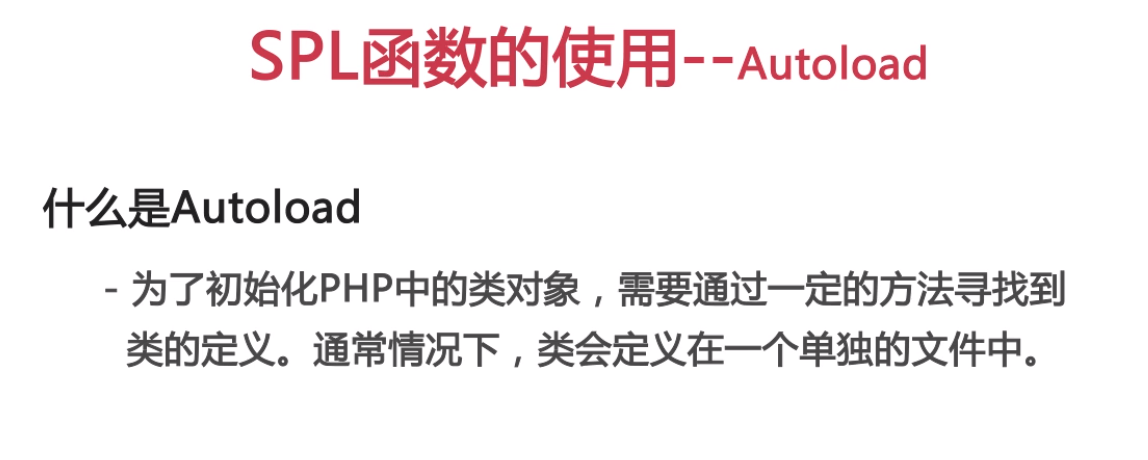 SPL函数的使用--Autoload
什么是Autoload
- 为了初始化PHP中的类对象，需要通过一定的方法寻找到
类的定义。通常情况下，类会定义在一个单独的文件中。